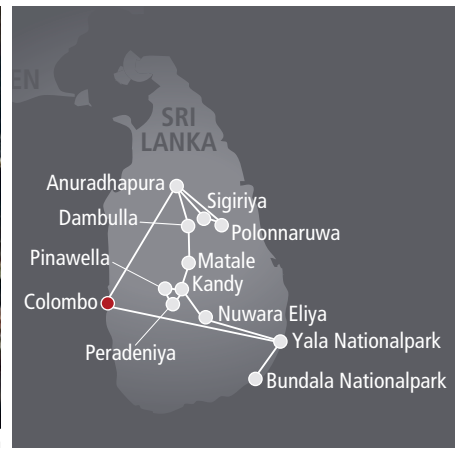 EN
SRI
LANKA
Anuradhapura
Sigiriya
Dambulla
Polonnaruwa
Pinawella
Matale
Kandy
Colombo
Nuwara Eliya
Peradeniya
Yala Nationalpark
Bundala Nationalpark